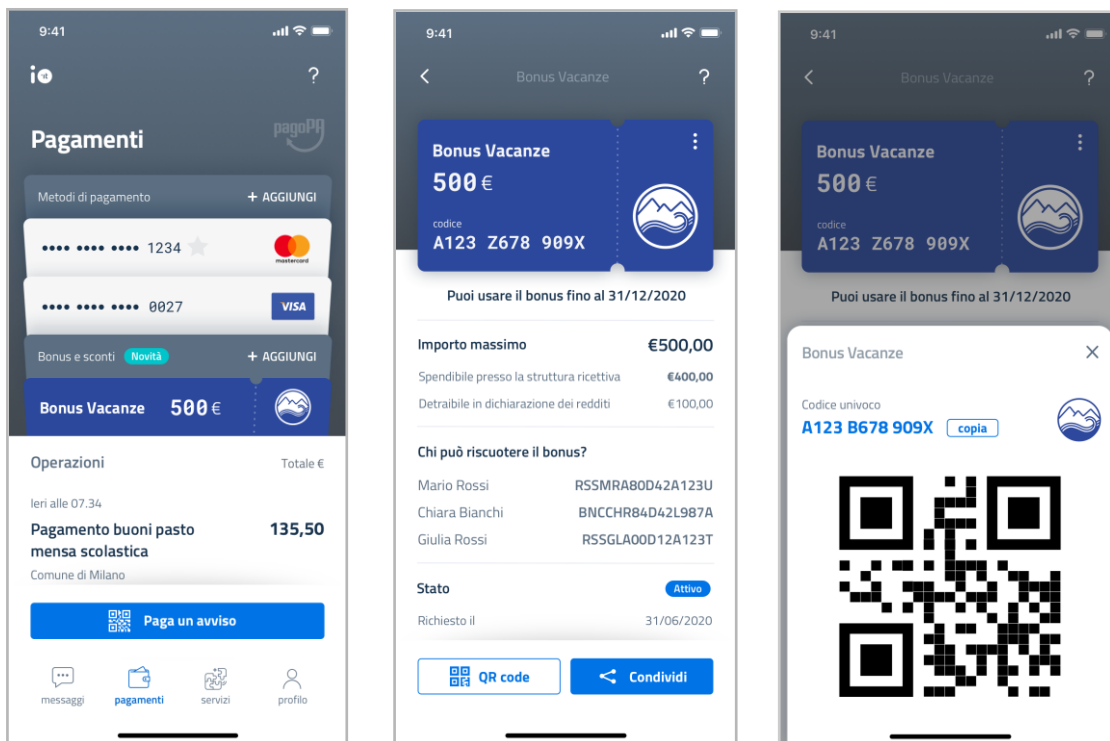 9:41
io
?
Pagamenti
pagoPA
Metodi di pagamento
+ AGGIUNGI
•••• •••• •••• 1234
mastercard
•••• •••• •••• 0027
VISA
Bonus e sconti Novità
+ AGGIUNGI
Bonus Vacanze 500 €
Operazioni
Totale €
Ieri alle 07.34
Pagamento buoni pasto
135,50
mensa scolastica
Comune di Milano
Paga un avviso
messaggi
pagamenti
servizi
profilo
9:41
Bonus Vacanze
?
Bonus Vacanze
500 €
codice
A123 Z678 909X
Puoi usare il bonus fino al 31/12/2020
Importo massimo
€500,00
Spendibile presso la struttura ricettiva
€400,00
Detraibile in dichiarazione dei redditi
€100,00
Chi può riscuotere il bonus?
Mario Rossi
RSSMRA80D42A123U
Chiara Bianchi
BNCCHR84D42L987A
Giulia Rossi
RSSGLA00D12A123T
Stato
Attivo
Richiesto il
31/06/2020
QR code
Condividi
9:41
Bonus Vacanze
?
Bonus Vacanze
500 €
codice
A123 Z678 909X
Puoi usare il bonus fino al 31/12/2020
Bonus Vacanze
Codice univoco
A123 B678 909X copia